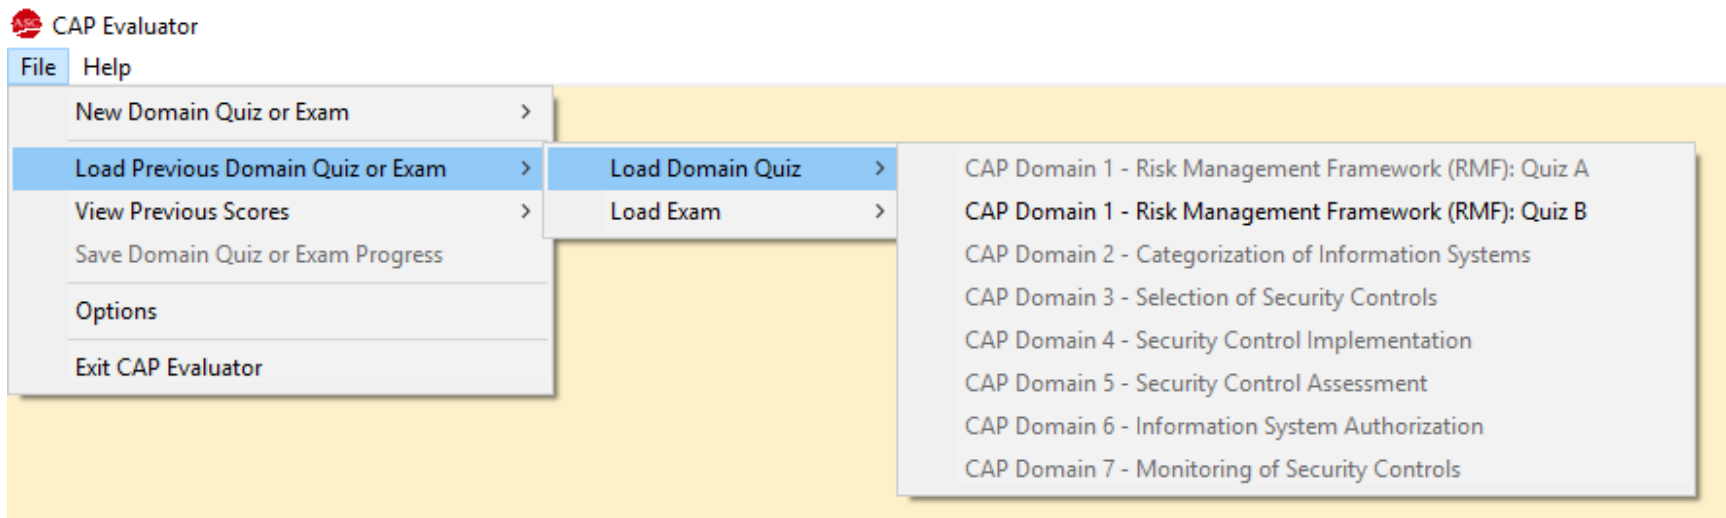 ASC
CAP Evaluator
File Help
New Domain Quiz or Exam
Load Previous Domain Quiz or Exam
View Previous Scores
Save Domain Quiz or Exam Progress
Options
Exit CAP Evaluator
Load Domain Quiz
Load Exam
CAP Domain 1 - Risk Management Framework (RMF): Quiz A
CAP Domain 1 - Risk Management Framework (RMF): Quiz B
CAP Domain 2 - Categorization of Information Systems
CAP Domain 3 - Selection of Security Controls
CAP Domain 4 - Security Control Implementation
CAP Domain 5 - Security Control Assessment
CAP Domain 6 - Information System Authorization
CAP Domain 7 - Monitoring of Security Controls